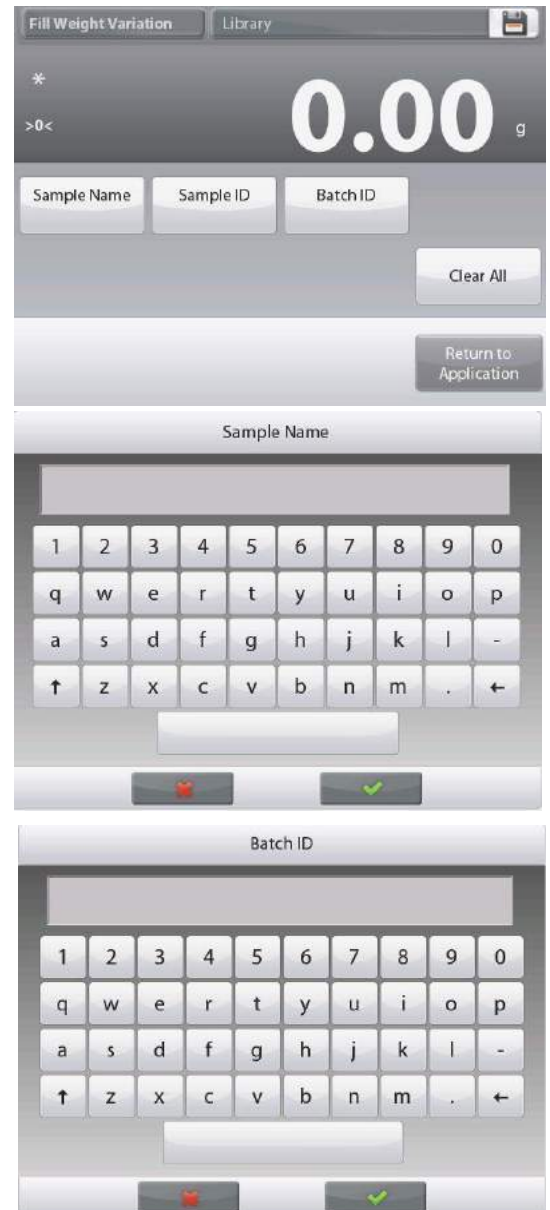 Fill Weight Variation Library
*
>0<
0.00 g
Sample Name Sample ID Batch ID
Clear All
Return to
Application
Sample Name
1 2 3 4 5 6 7 8 9 0
q w e r t y u i o p
a s d f g h j k l -
↑ z x c v b n m . ←
Batch ID
1 2 3 4 5 6 7 8 9 0
q w e r t y u i o p
a s d f g h j k l -
↑ z x c v b n m . ←